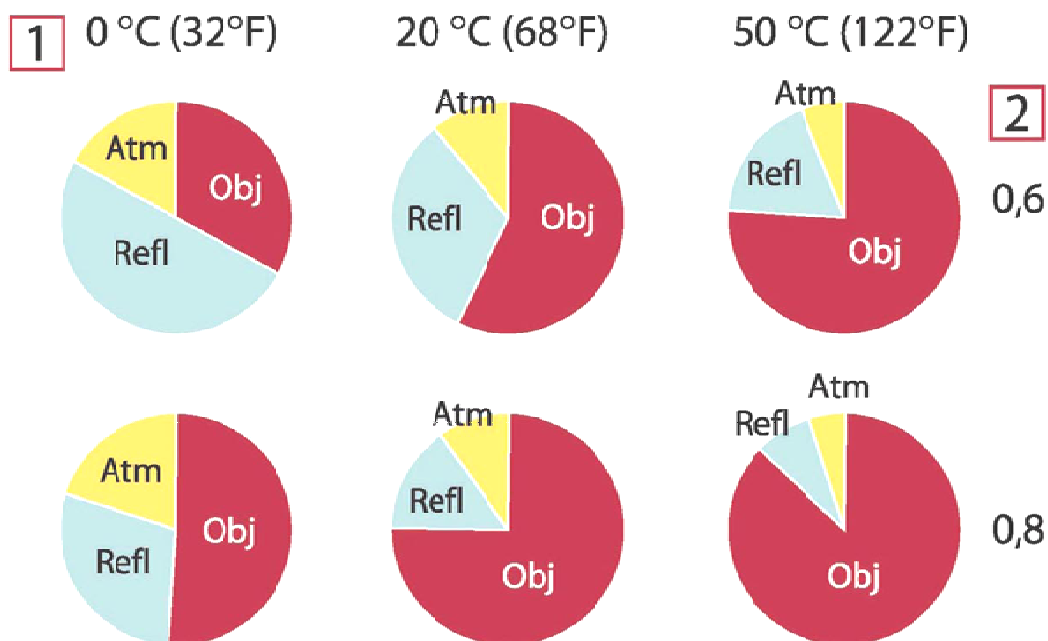 1 0 °C (32°F) 20 °C (68°F) 50 °C (122°F)
Atm Obj Refl
Atm Refl Obj
Atm Refl Obj
2
0,6
Atm Obj Refl
Atm Refl Obj
Atm Refl Obj
0,8